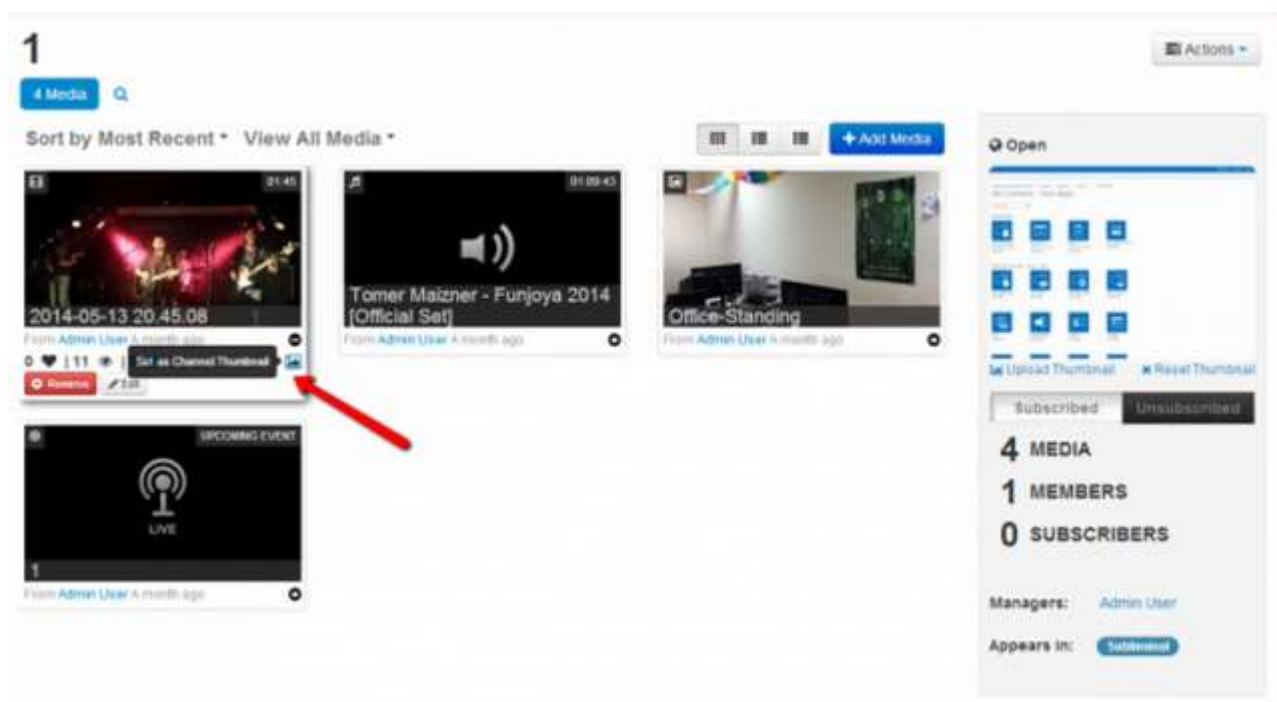 1
Actions
4 Media
Sort by Most Recent View All Media
+ Add Media
01:45
2014-05-13 20.45.08
From Admin User A month ago
0 | 11 |
Set as Channel Thumbnail
Remove Edit
01:09:43
Tomer Maizner - Funjoya 2014
[Official Set]
From Admin User A month ago
Office-Standing
From Admin User A month ago
UPCOMING EVENT
LIVE
1
From Admin User A month ago
Open
Upload Thumbnail Reset Thumbnail
Subscribed Unsubscribed
4 MEDIA
1 MEMBERS
0 SUBSCRIBERS
Managers: Admin User
Appears in: